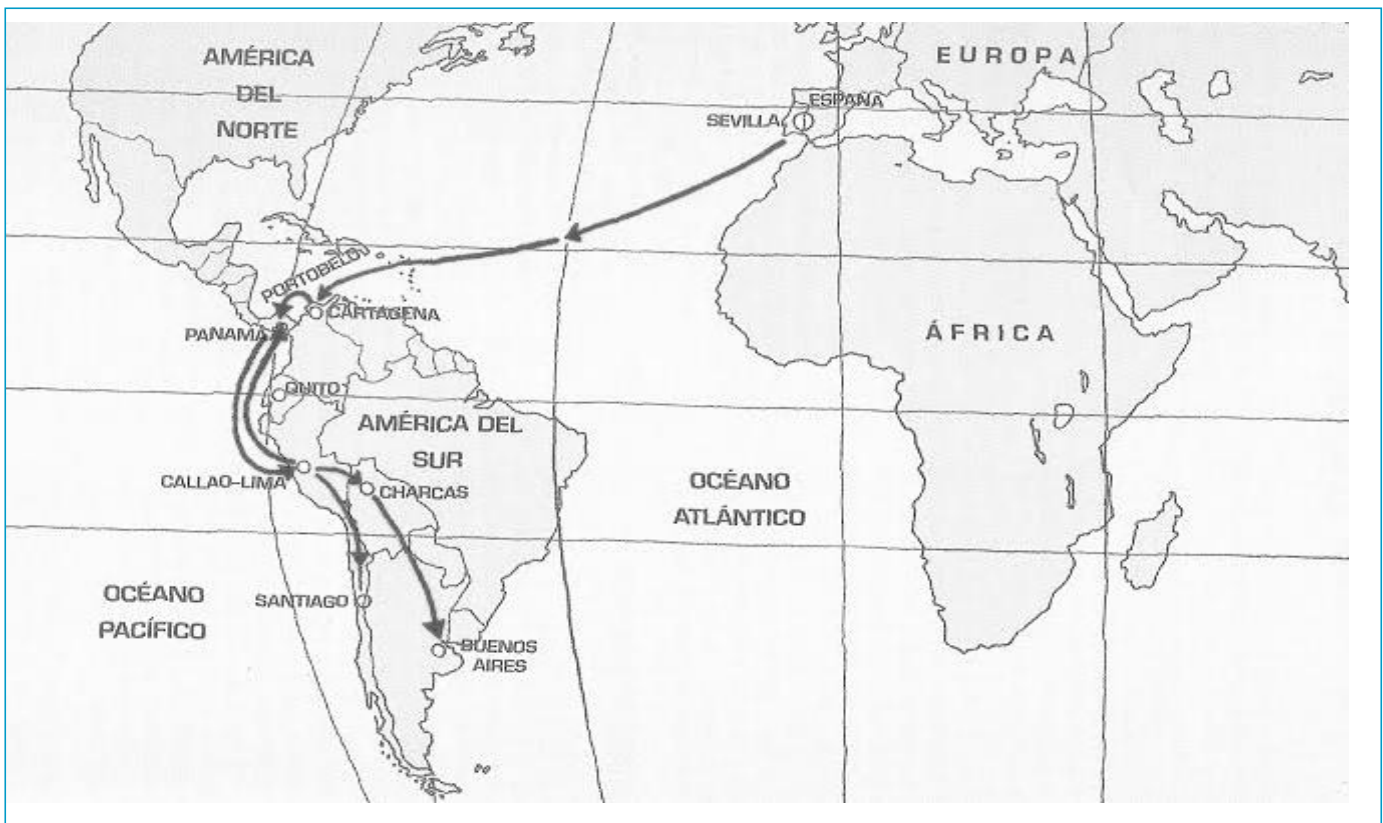 AMÉRICA
DEL
NORTE
EUROPA
ESPAÑA
SEVILLA
PORTOBELO
CARTAGENA
PANAMÁ
ÁFRICA
QUITO
AMÉRICA DEL
SUR
CALLAO-LIMA
CHARCAS
OCÉANO
ATLÁNTICO
OCÉANO
PACÍFICO
SANTIAGO
BUENOS
AIRES